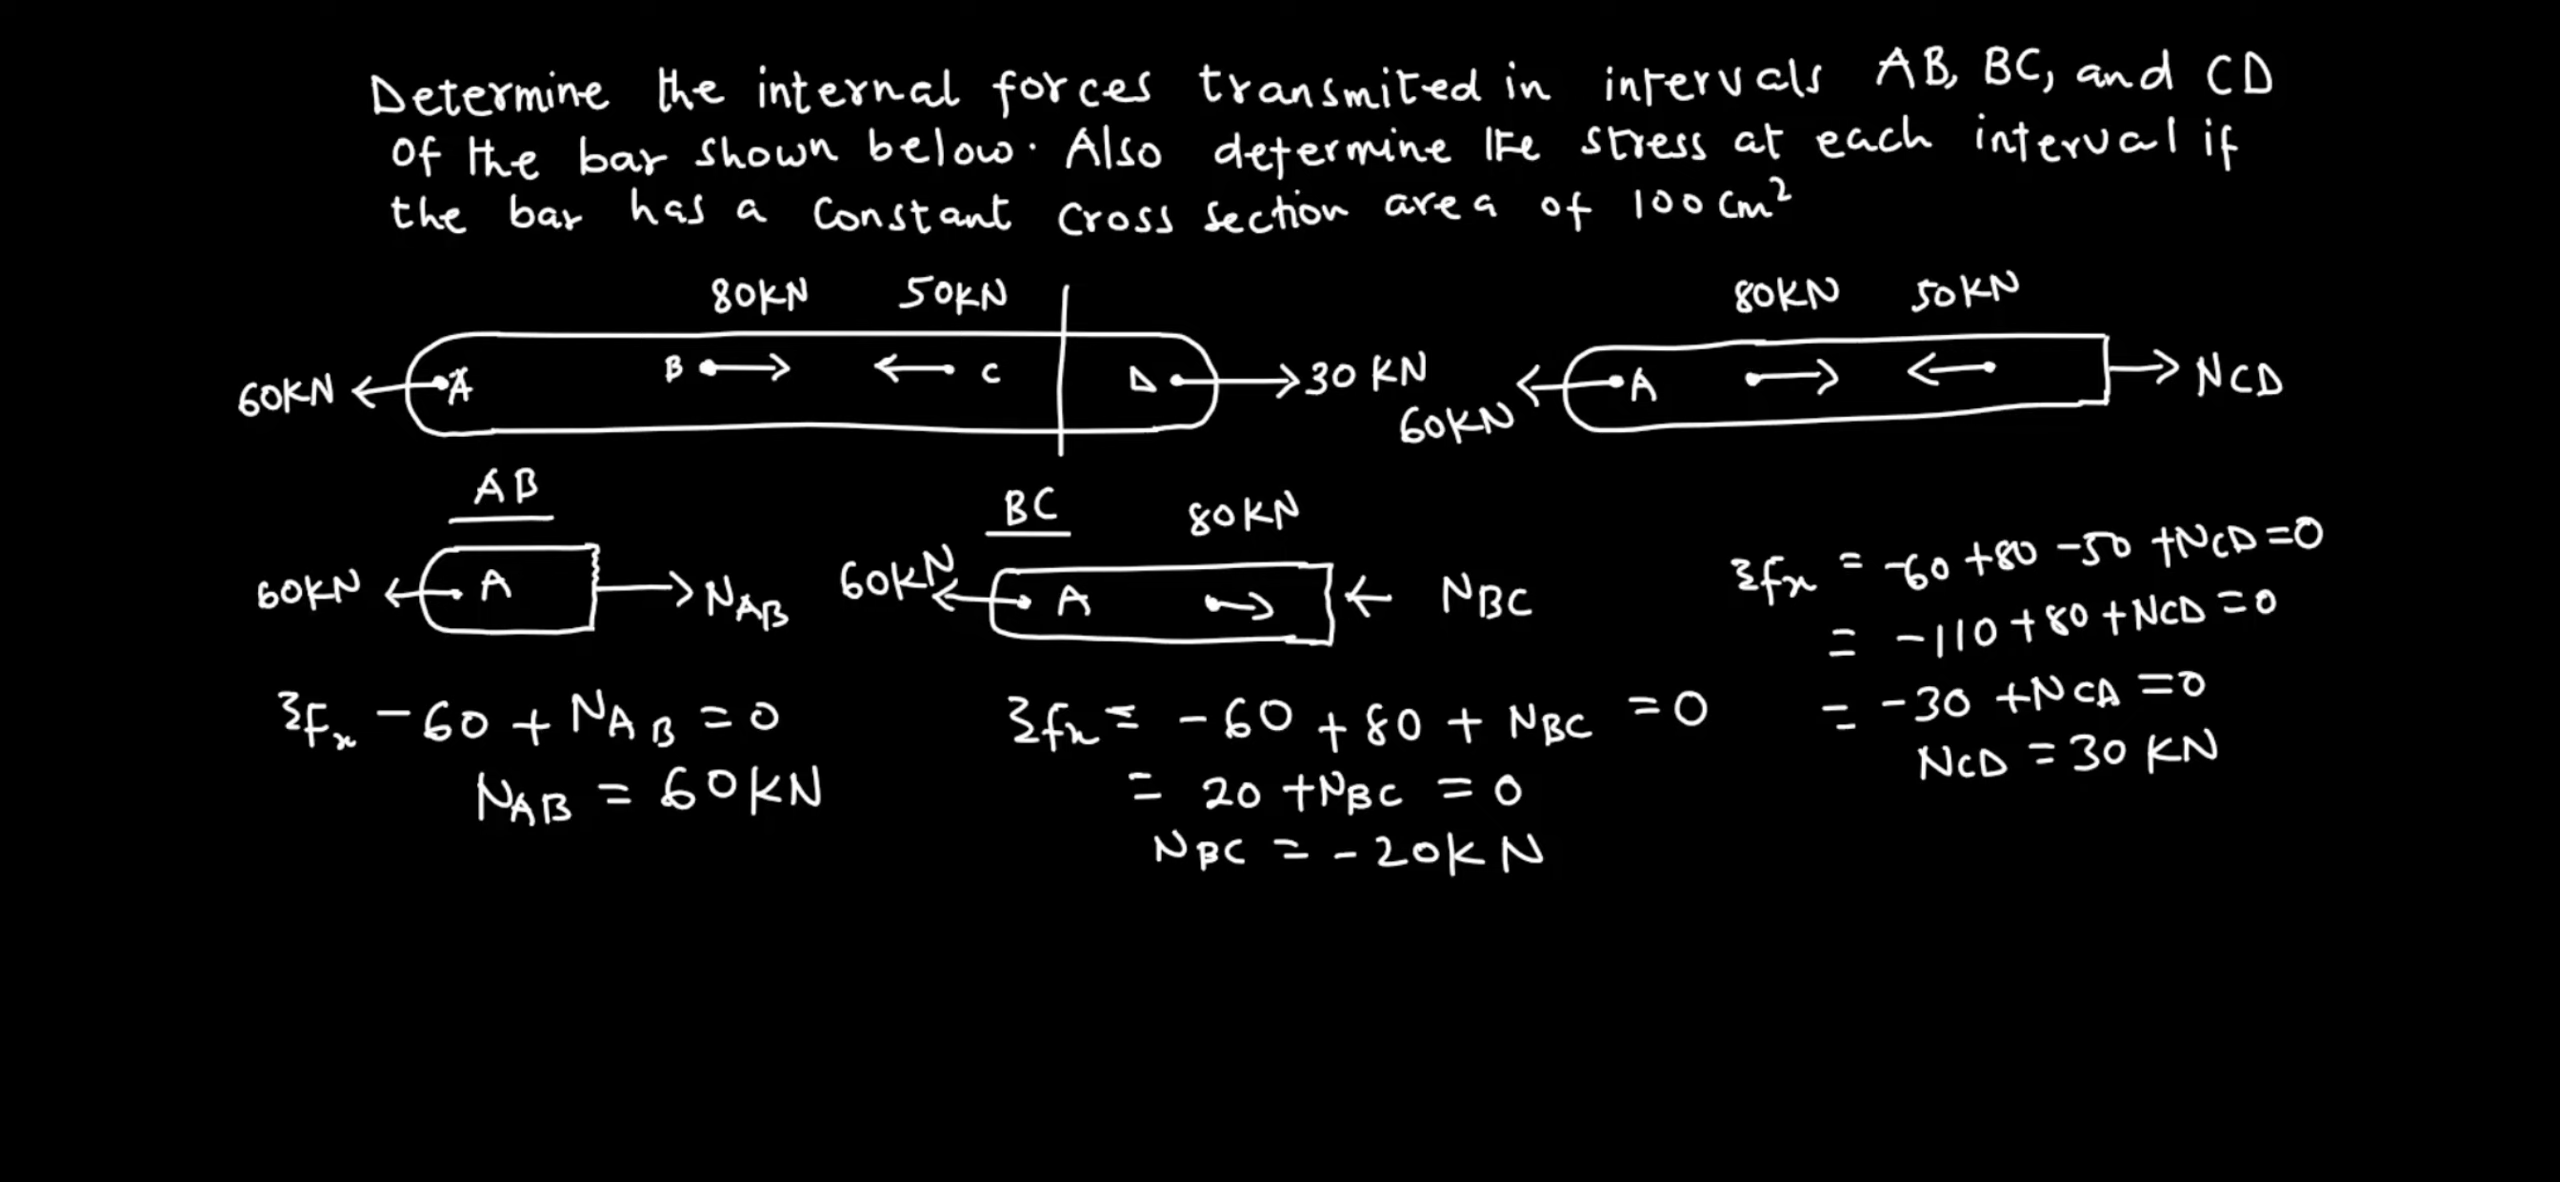 Determine the internal forces transmited in intervals AB, BC, and CD
of the bar shown below. Also determine the stress at each interval if
the bar has a constant cross section area of 100 cm²
80KN 50KN
60KN A B C D 30 KN
80KN 50KN
60KN A NCD
AB
60KN A NAB
BC
80KN
60KN A NBC
Σfx = -60 +80 -50 +NCD =0
= -110 +80 +NCD =0
= -30 +NCD =0
NCD = 30 KN
ΣFx -60 + NAB = 0
NAB = 60KN
Σfx = -60 + 80 + NBC = 0
= 20 +NBC = 0
NBC = -20KN